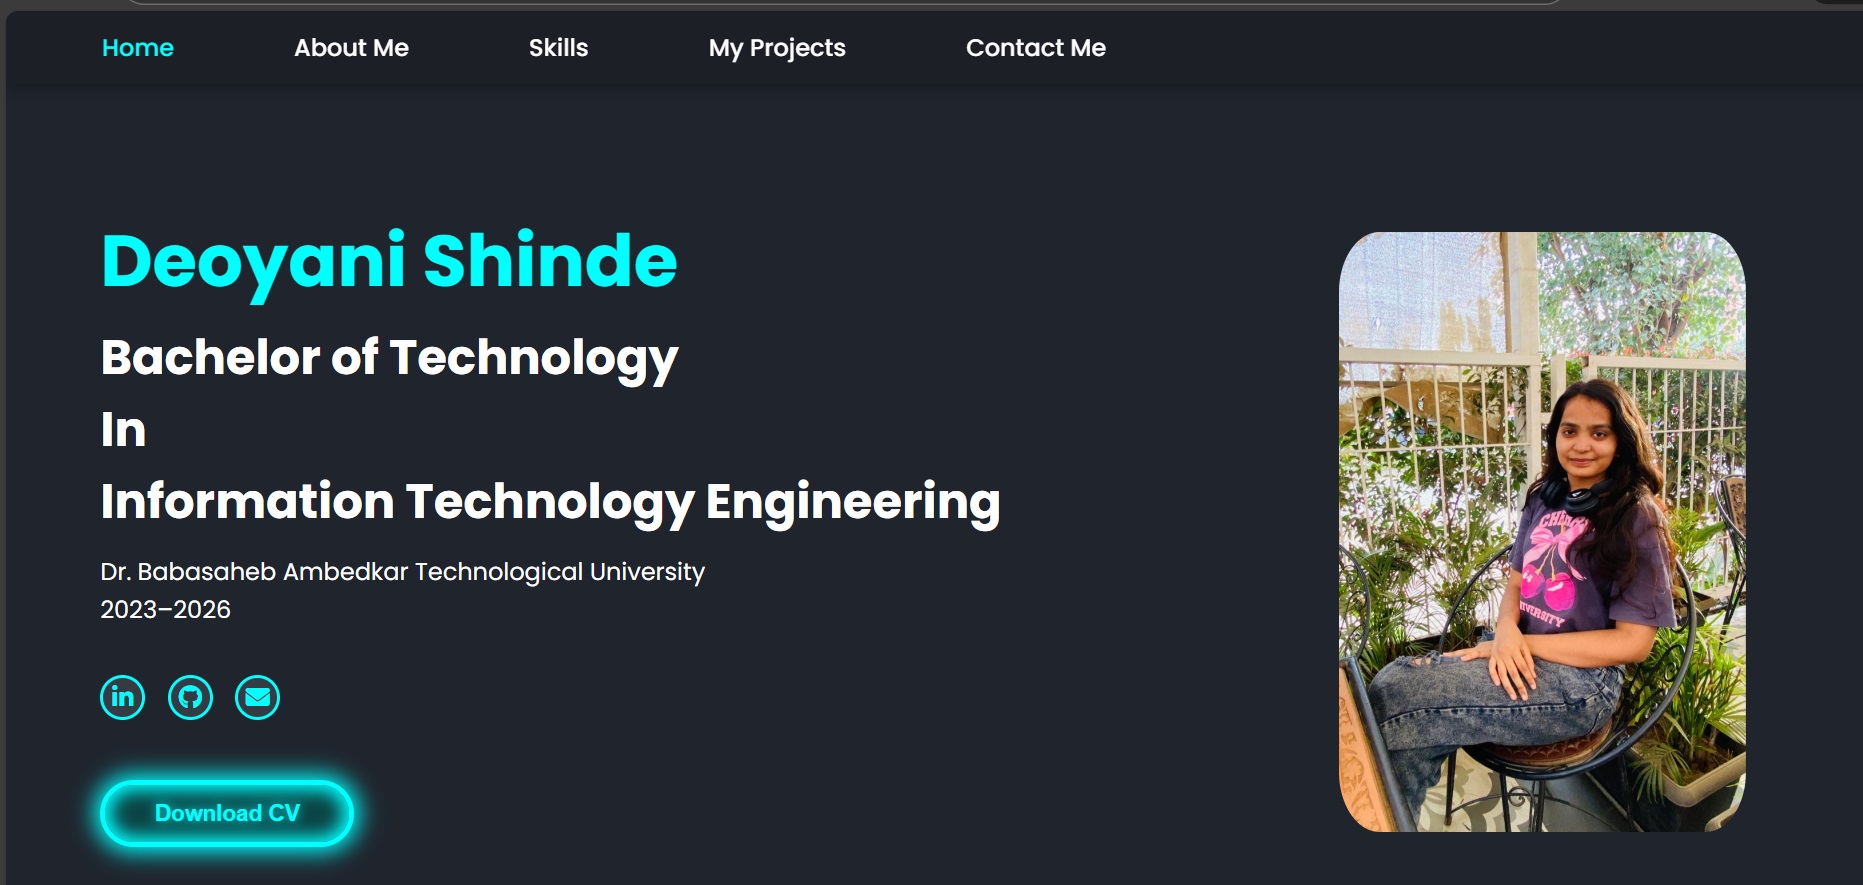 Home About Me Skills My Projects Contact Me
Deoyani Shinde
Bachelor of Technology
In
Information Technology Engineering
Dr. Babasaheb Ambedkar Technological University
2023–2026
in
Download CV